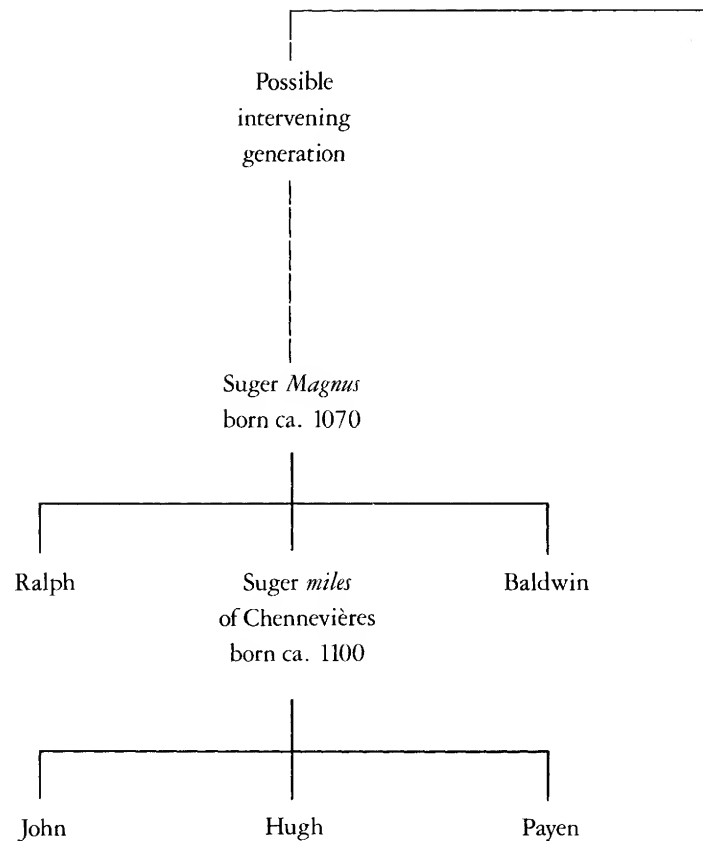 Possible
intervening
generation
Suger Magnus
born ca. 1070
Ralph
Suger miles
of Chennevières
born ca. 1100
Baldwin
John
Hugh
Payen